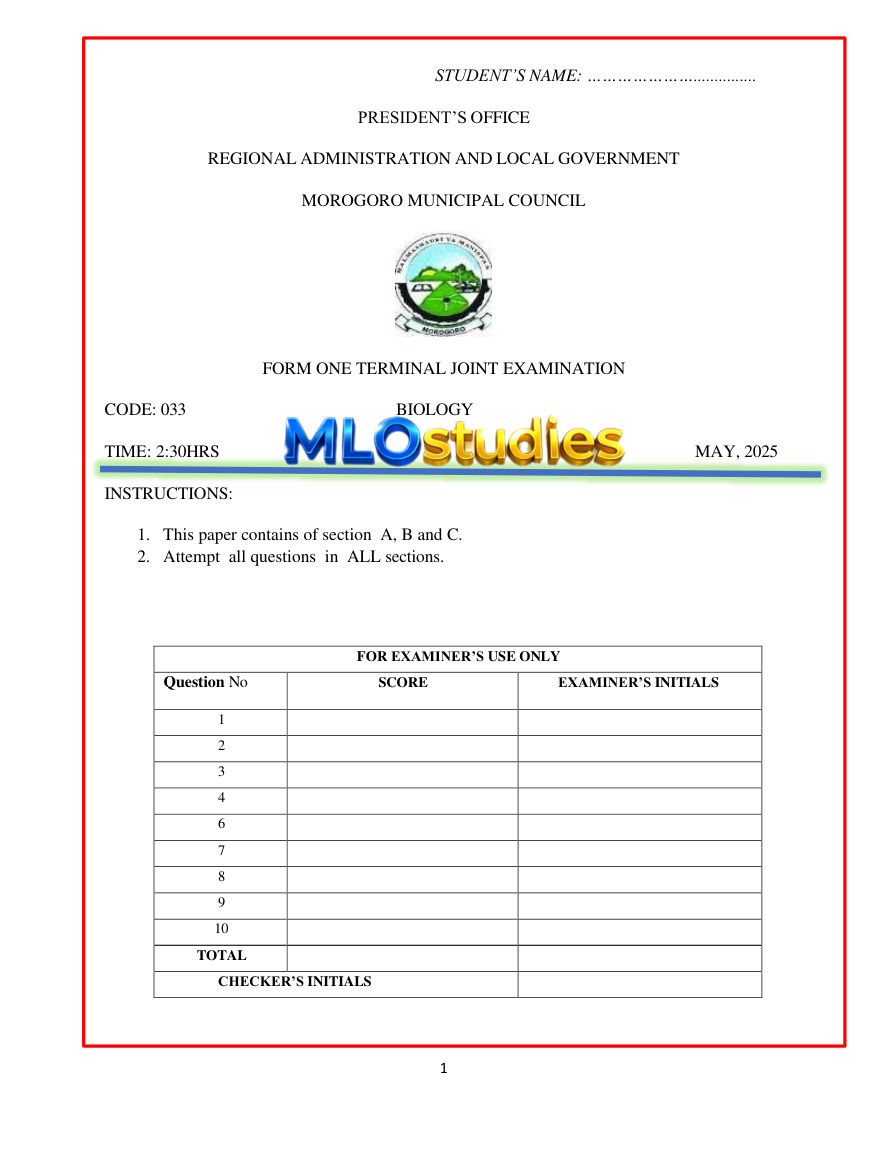 STUDENT’S NAME: …………………...............
PRESIDENT’S OFFICE
REGIONAL ADMINISTRATION AND LOCAL GOVERNMENT
MOROGORO MUNICIPAL COUNCIL
HALMASHAURI YA MANISPAA
MOROGORO
FORM ONE TERMINAL JOINT EXAMINATION
CODE: 033 BIOLOGY
MLOstudies
TIME: 2:30HRS MAY, 2025
INSTRUCTIONS:
1. This paper contains of section A, B and C.
2. Attempt all questions in ALL sections.
FOR EXAMINER’S USE ONLY
Question No SCORE EXAMINER’S INITIALS
1
2
3
4
6
7
8
9
10
TOTAL
CHECKER’S INITIALS
1